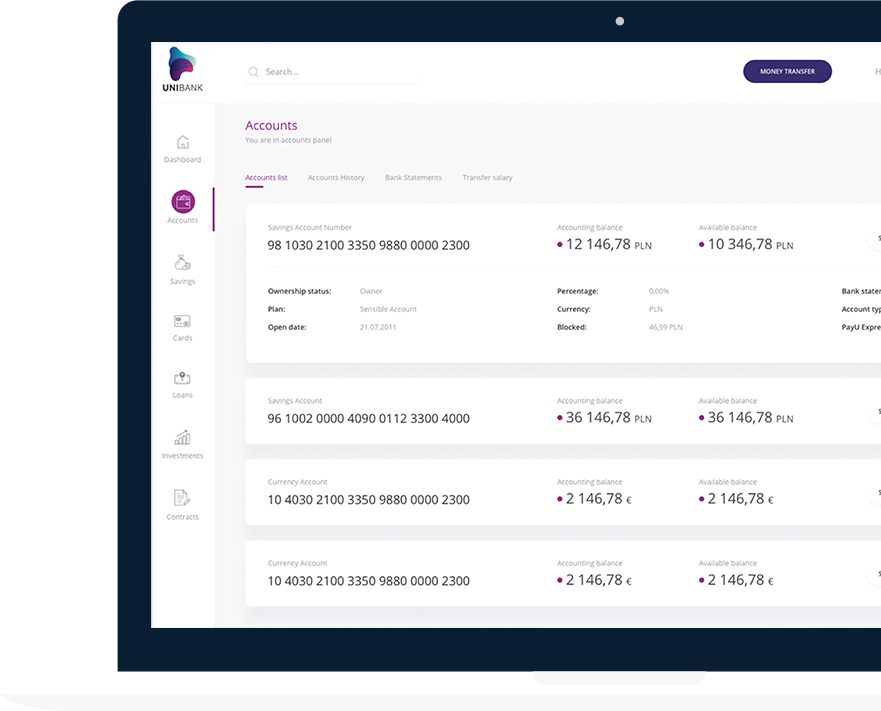 UNIBANK
Search...
MONEY TRANSFER
H
Accounts
You are in accounts panel
Dashboard
Accounts
Savings
Cards
Loans
Investments
Contracts
Accounts list Accounts History Bank Statements Transfer salary
Savings Account Number Accounting balance Available balance
98 1030 2100 3350 9880 0000 2300 12 146,78 PLN 10 346,78 PLN
Ownership status: Owner Percentage: 0,00% Bank stater
Plan: Sensible Account Currency: PLN Account typ
Open date: 21.07.2011 Blocked: 46,99 PLN PayU Expre
Savings Account Accounting balance Available balance
96 1002 0000 4090 0112 3300 4000 36 146,78 PLN 36 146,78 PLN
Currency Account Accounting balance Available balance
10 4030 2100 3350 9880 0000 2300 2 146,78 € 2 146,78 €
Currency Account Accounting balance Available balance
10 4030 2100 3350 9880 0000 2300 2 146,78 € 2 146,78 €